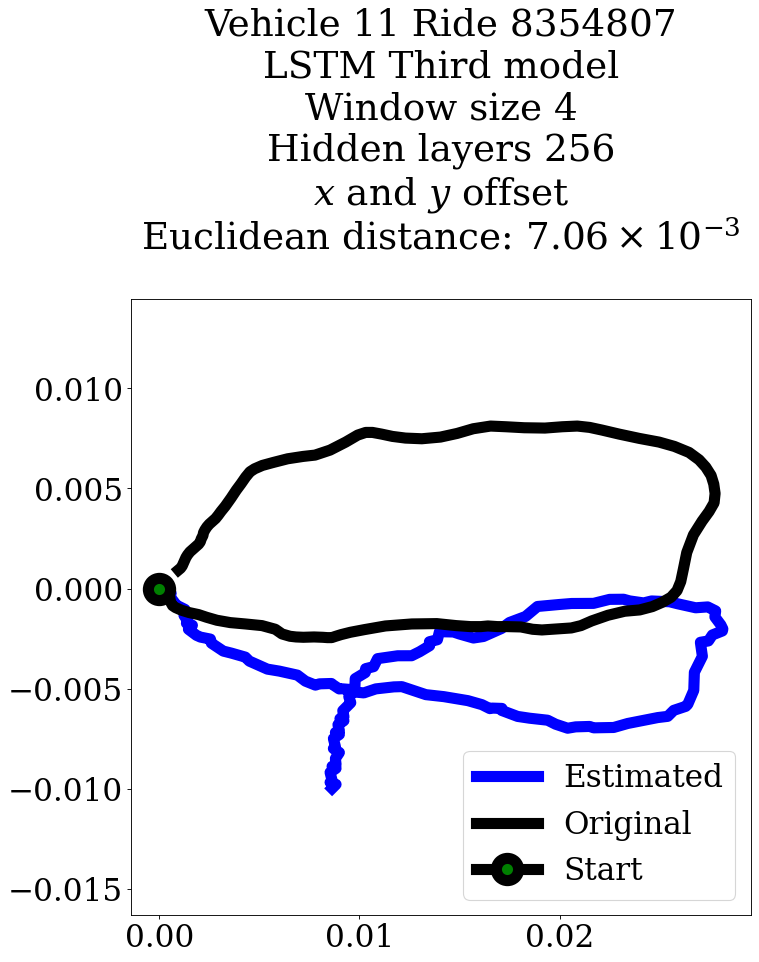 Vehicle 11 Ride 8354807
LSTM Third model
Window size 4
Hidden layers 256
x and y offset
Euclidean distance: 7.06 × 10⁻³
0.010
0.005
0.000
−0.005
−0.010
−0.015
Estimated
Original
Start
0.00 0.01 0.02